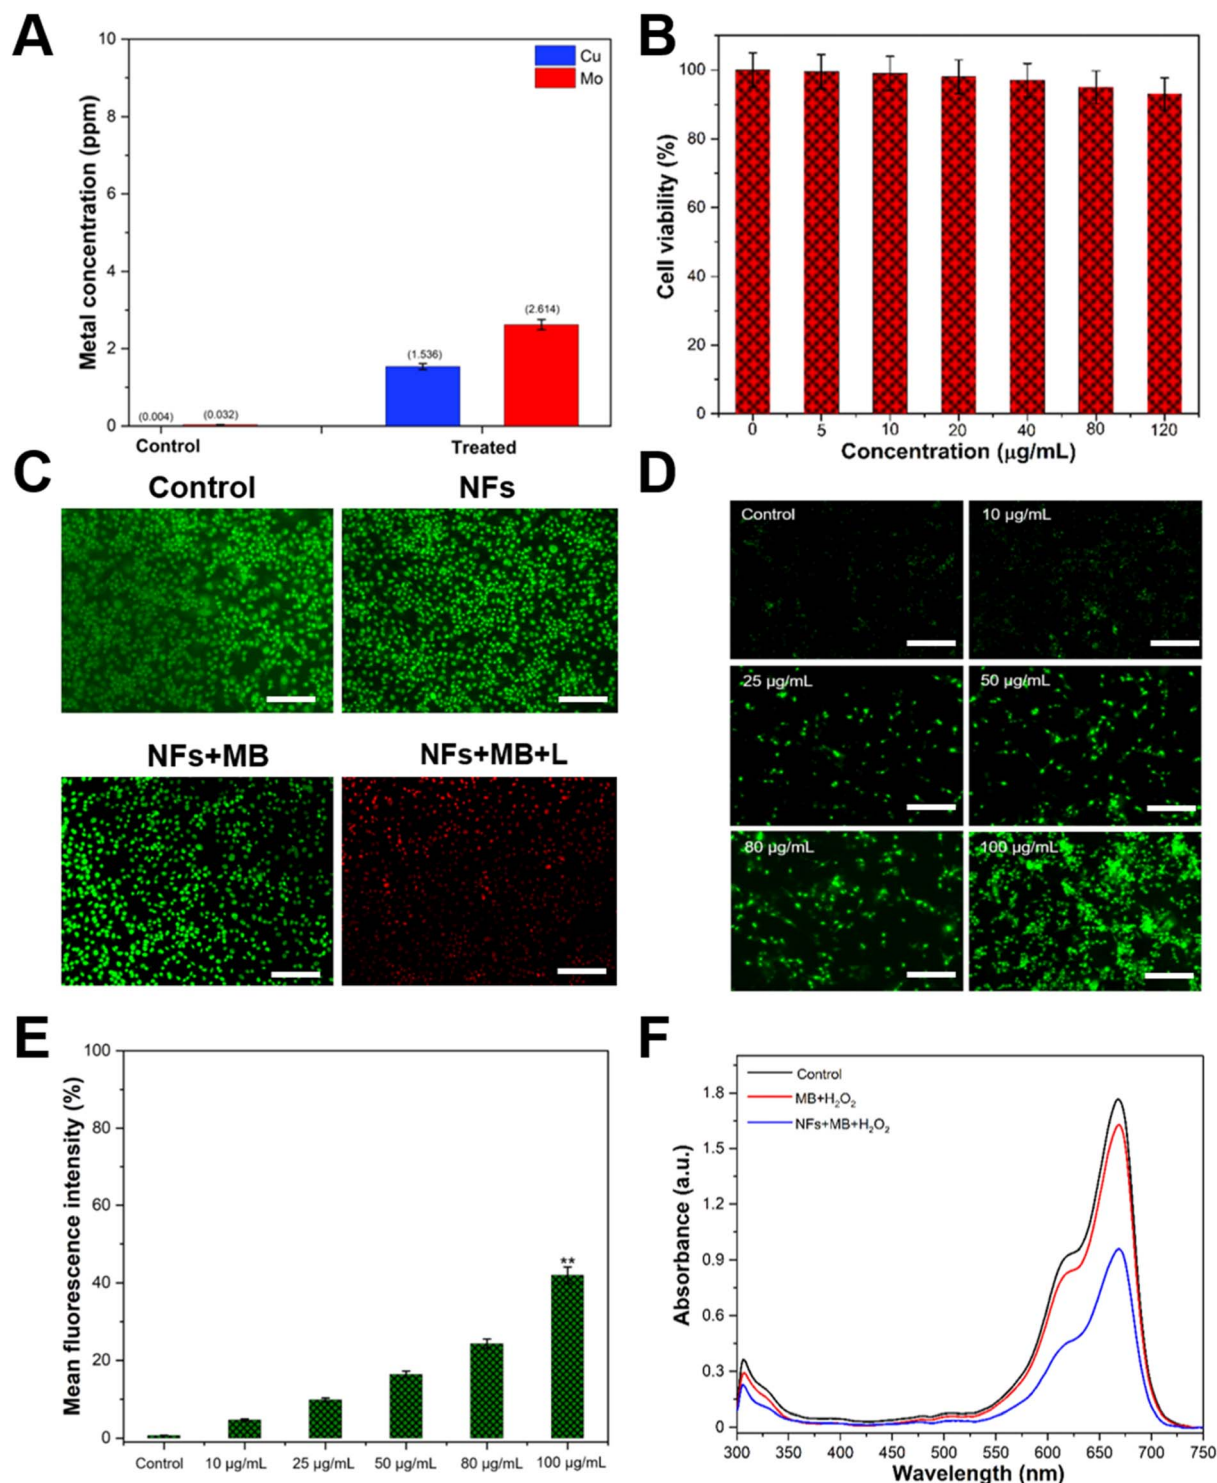 A
10
8
6
4
2
0
Metal concentration (ppm)
Cu
Mo
(0.004)
(0.032)
(1.536)
(2.614)
Control
Treated
B
100
80
60
40
20
0
Cell viability (%)
0 5 10 20 40 80 120
Concentration (μg/mL)
C
Control
NFs
NFs+MB
NFs+MB+L
D
Control
10 μg/mL
25 μg/mL
50 μg/mL
80 μg/mL
100 μg/mL
E
100
80
60
40
20
0
Mean fluorescence intensity (%)
**
Control 10 μg/mL 25 μg/mL 50 μg/mL 80 μg/mL 100 μg/mL
F
Control
MB+H₂O₂
NFs+MB+H₂O₂
1.8
1.5
1.2
0.9
0.6
0.3
0
Absorbance (a.u.)
300 350 400 450 500 550 600 650 700 750
Wavelength (nm)